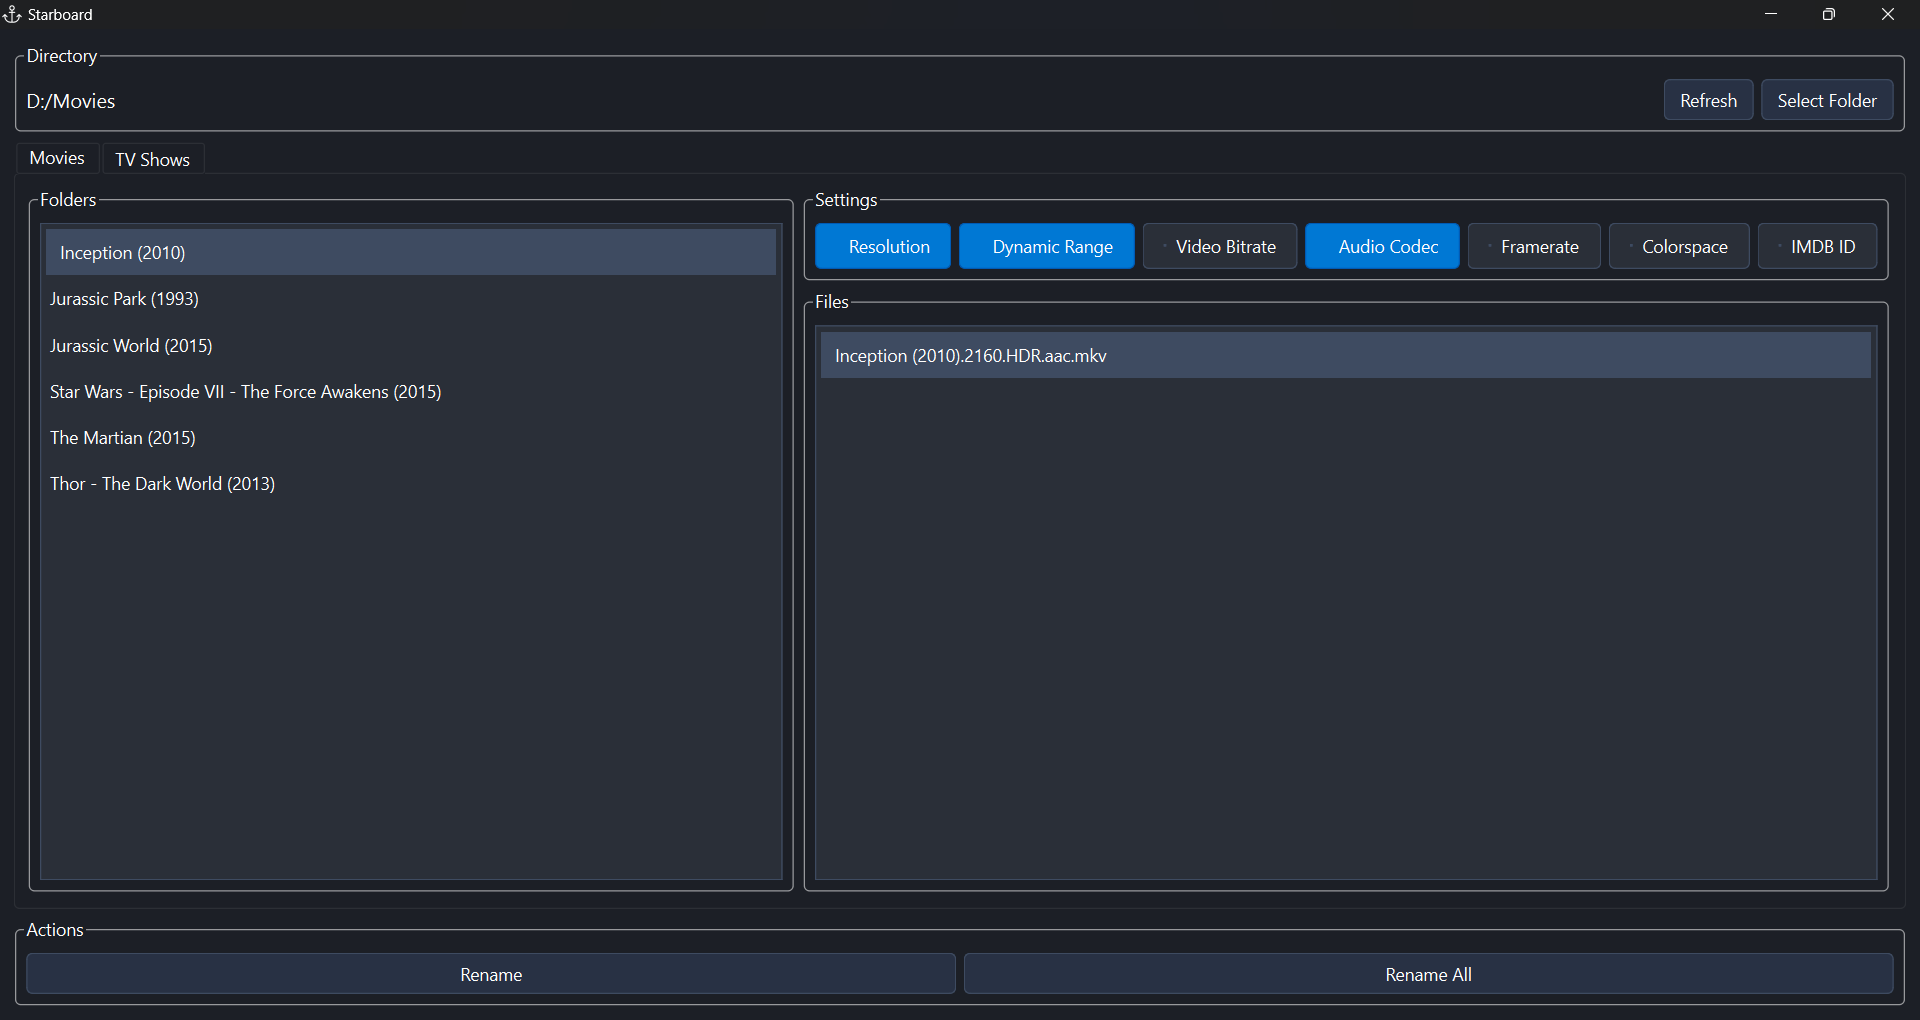 Starboard
Directory
D:/Movies
Refresh
Select Folder
Movies
TV Shows
Folders
Inception (2010)
Jurassic Park (1993)
Jurassic World (2015)
Star Wars - Episode VII - The Force Awakens (2015)
The Martian (2015)
Thor - The Dark World (2013)
Settings
Resolution
Dynamic Range
Video Bitrate
Audio Codec
Framerate
Colorspace
IMDB ID
Files
Inception (2010).2160.HDR.aac.mkv
Actions
Rename
Rename All